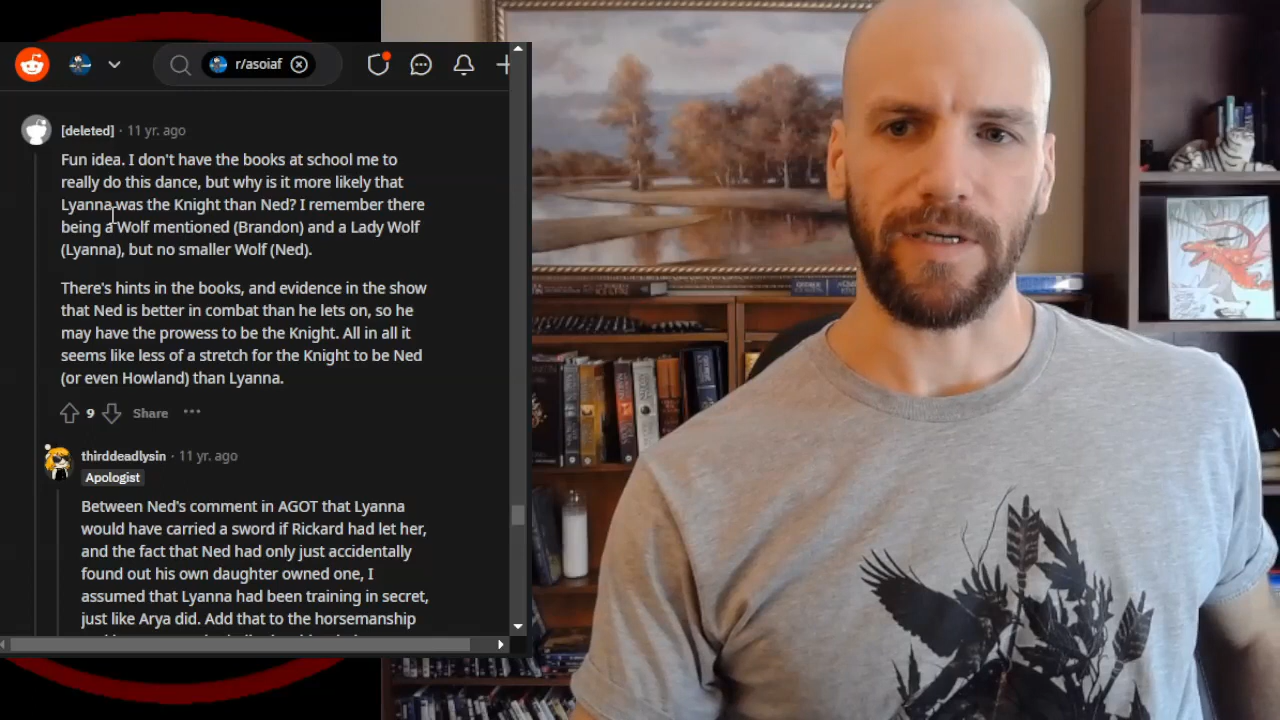 r/asoiaf
[deleted] · 11 yr. ago
Fun idea. I don't have the books at school me to
really do this dance, but why is it more likely that
Lyanna was the Knight than Ned? I remember there
being a Wolf mentioned (Brandon) and a Lady Wolf
(Lyanna), but no smaller Wolf (Ned).
There's hints in the books, and evidence in the show
that Ned is better in combat than he lets on, so he
may have the prowess to be the Knight. All in all it
seems like less of a stretch for the Knight to be Ned
(or even Howland) than Lyanna.
9 Share
thirddeadlysin · 11 yr. ago
Apologist
Between Ned's comment in AGOT that Lyanna
would have carried a sword if Rickard had let her,
and the fact that Ned had only just accidentally
found out his own daughter owned one, I
assumed that Lyanna had been training in secret,
just like Arya did. Add that to the horsemanship